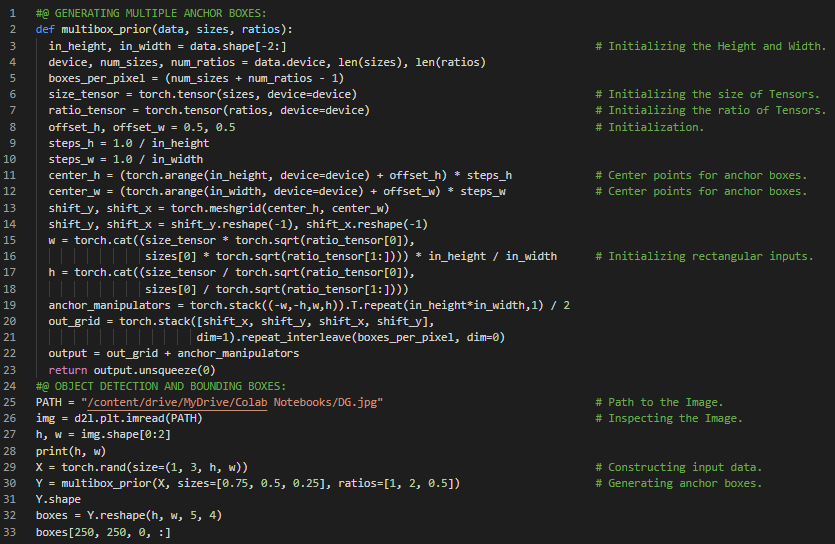 1 #@ GENERATING MULTIPLE ANCHOR BOXES:
2 def multibox_prior(data, sizes, ratios):
3 in_height, in_width = data.shape[-2:] # Initializing the Height and Width.
4 device, num_sizes, num_ratios = data.device, len(sizes), len(ratios)
5 boxes_per_pixel = (num_sizes + num_ratios - 1)
6 size_tensor = torch.tensor(sizes, device=device) # Initializing the size of Tensors.
7 ratio_tensor = torch.tensor(ratios, device=device) # Initializing the ratio of Tensors.
8 offset_h, offset_w = 0.5, 0.5 # Initialization.
9 steps_h = 1.0 / in_height
10 steps_w = 1.0 / in_width
11 center_h = (torch.arange(in_height, device=device) + offset_h) * steps_h # Center points for anchor boxes.
12 center_w = (torch.arange(in_width, device=device) + offset_w) * steps_w # Center points for anchor boxes.
13 shift_y, shift_x = torch.meshgrid(center_h, center_w)
14 shift_y, shift_x = shift_y.reshape(-1), shift_x.reshape(-1)
15 w = torch.cat((size_tensor * torch.sqrt(ratio_tensor[0]),
16 sizes[0] * torch.sqrt(ratio_tensor[1:]))) * in_height / in_width # Initializing rectangular inputs.
17 h = torch.cat((size_tensor / torch.sqrt(ratio_tensor[0]),
18 sizes[0] / torch.sqrt(ratio_tensor[1:])))
19 anchor_manipulators = torch.stack((-w,-h,w,h)).T.repeat(in_height*in_width,1) / 2
20 out_grid = torch.stack([shift_x, shift_y, shift_x, shift_y],
21 dim=1).repeat_interleave(boxes_per_pixel, dim=0)
22 output = out_grid + anchor_manipulators
23 return output.unsqueeze(0)
24 #@ OBJECT DETECTION AND BOUNDING BOXES:
25 PATH = "/content/drive/MyDrive/Colab Notebooks/DG.jpg" # Path to the Image.
26 img = d2l.plt.imread(PATH) # Inspecting the Image.
27 h, w = img.shape[0:2]
28 print(h, w)
29 X = torch.rand(size=(1, 3, h, w)) # Constructing input data.
30 Y = multibox_prior(X, sizes=[0.75, 0.5, 0.25], ratios=[1, 2, 0.5]) # Generating anchor boxes.
31 Y.shape
32 boxes = Y.reshape(h, w, 5, 4)
33 boxes[250, 250, 0, :]